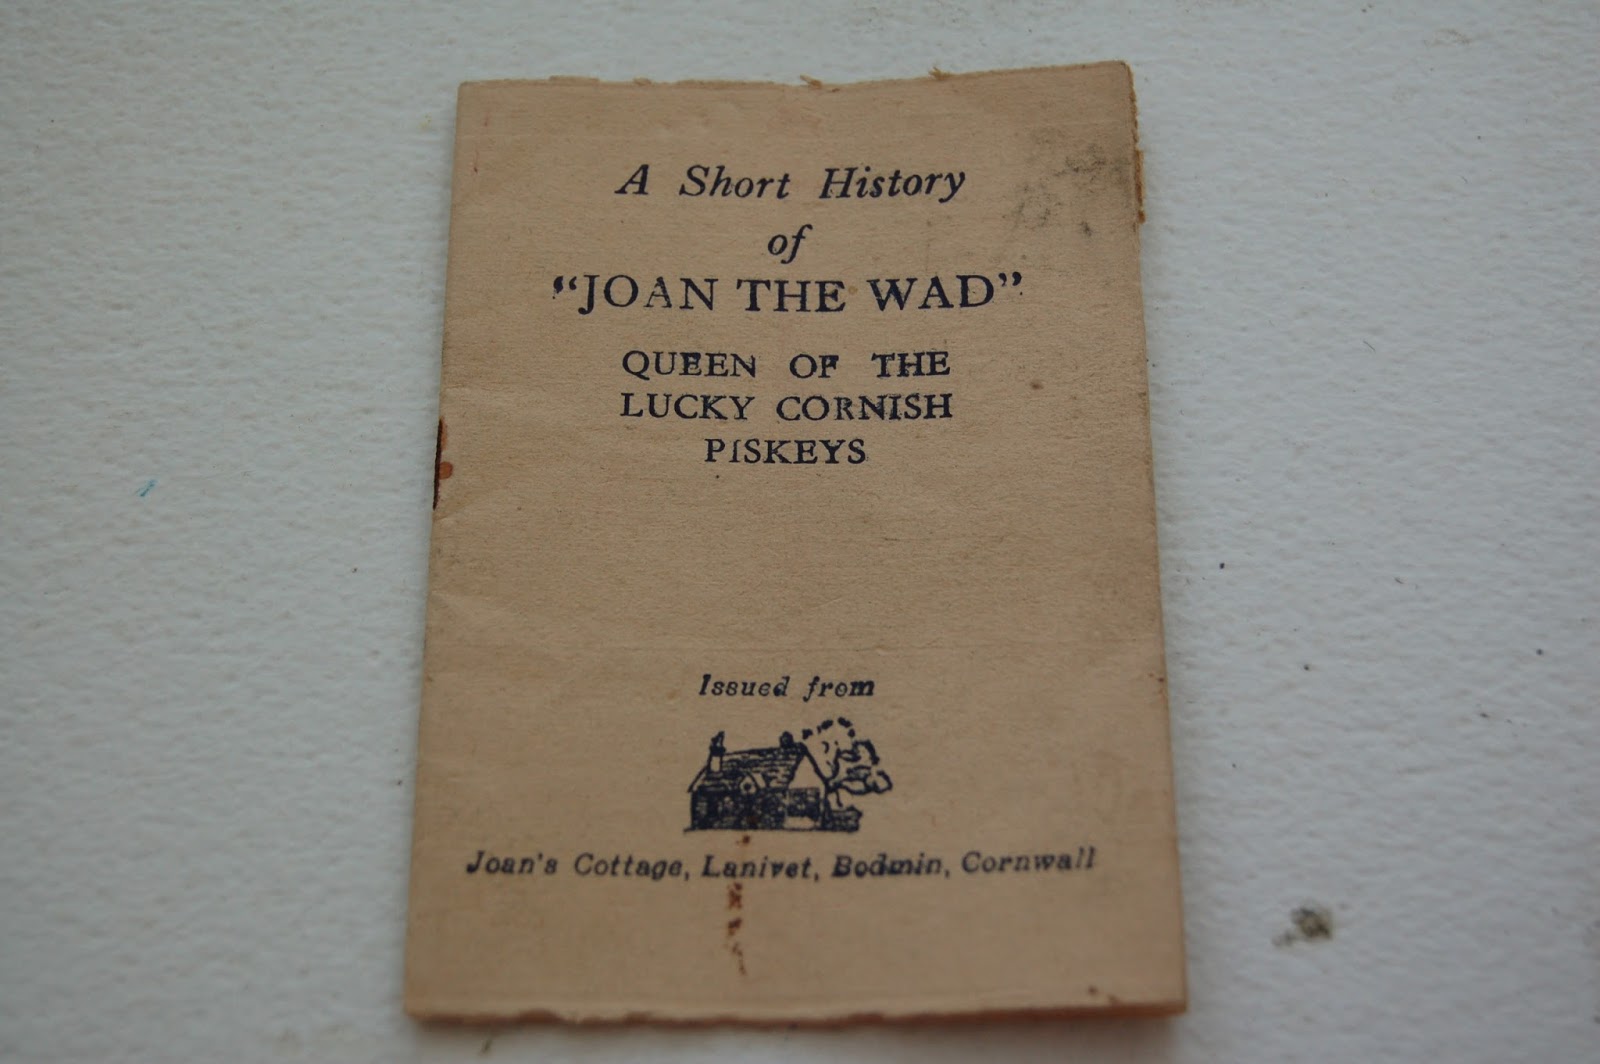 A Short History
of
“JOAN THE WAD”
QUEEN OF THE
LUCKY CORNISH
PISKEYS
Issued from
Joan's Cottage, Lanivet, Bodmin, Cornwall